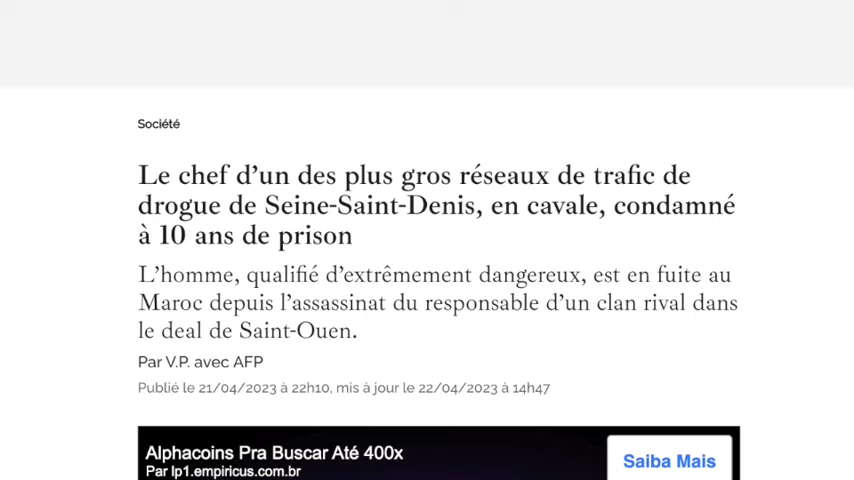 Société
Le chef d’un des plus gros réseaux de trafic de
drogue de Seine-Saint-Denis, en cavale, condamné
à 10 ans de prison
L’homme, qualifié d’extrêmement dangereux, est en fuite au
Maroc depuis l’assassinat du responsable d’un clan rival dans
le deal de Saint-Ouen.
Par V.P. avec AFP
Publié le 21/04/2023 à 22h10, mis à jour le 22/04/2023 à 14h47
Alphacoins Pra Buscar Até 400x
Par lp1.empiricus.com.br
Saiba Mais